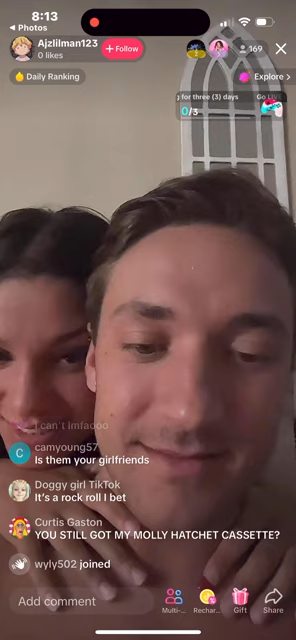 8:13
Photos
Ajzlilman123
0 likes
+ Follow
169
Daily Ranking
Explore >
for three (3) days
Go Li
0/3
I can't lmfaooo
C
camyoung57
Is them your girlfriends
Doggy girl TikTok
It's a rock roll I bet
Curtis Gaston
YOU STILL GOT MY MOLLY HATCHET CASSETTE?
wyly502 joined
Add comment
Multi-...
Rechar...
Gift
Share